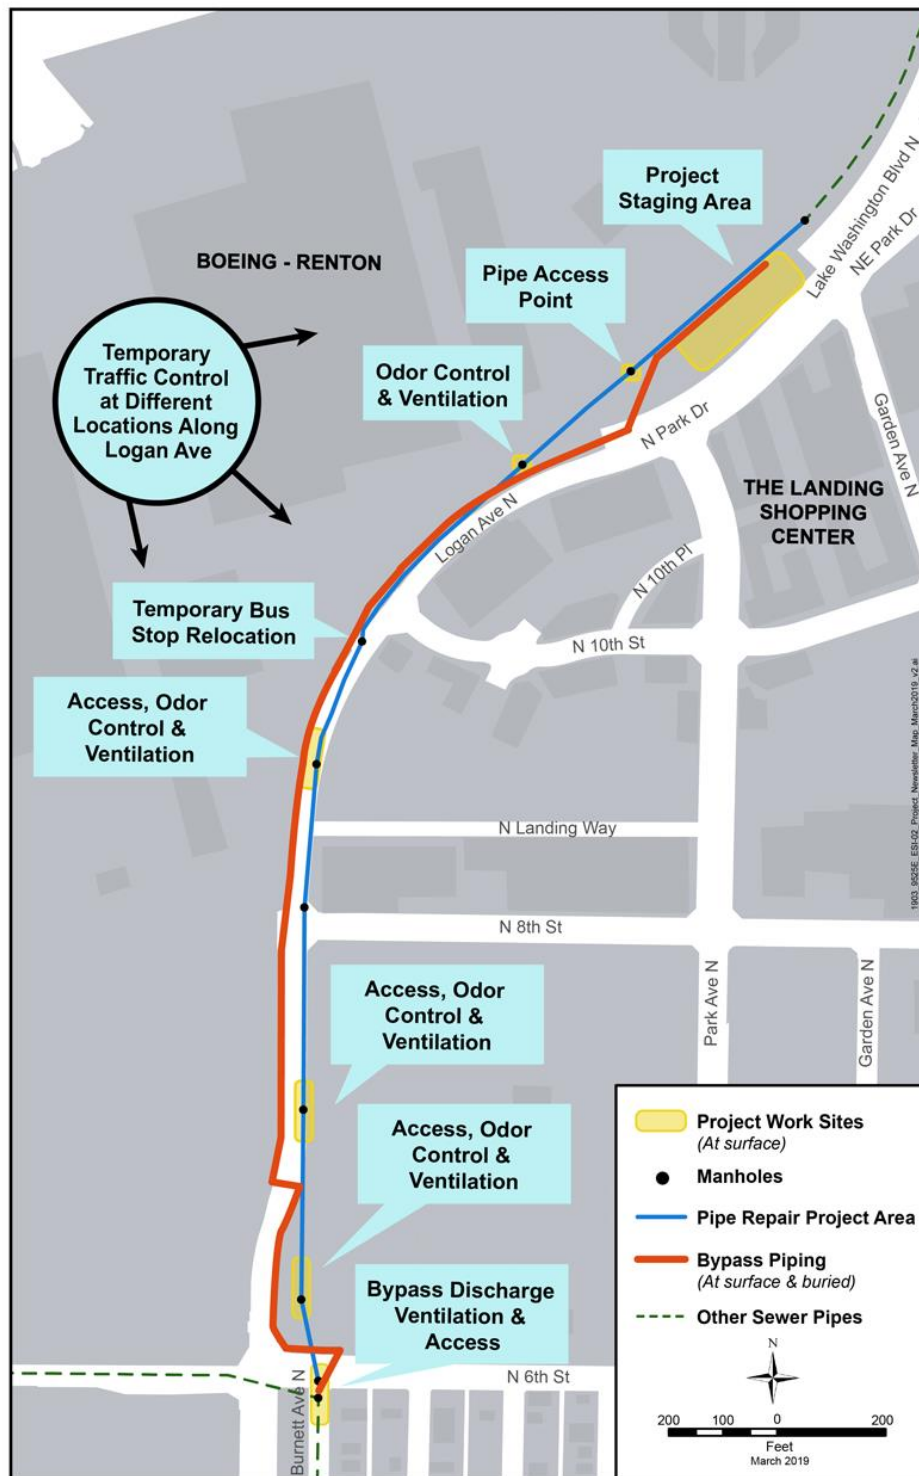 Project
Staging Area
Lake Washington Blvd N
NE Park Dr
BOEING - RENTON
Pipe Access
Point
Temporary
Traffic Control
at Different
Locations Along
Logan Ave
Odor Control
& Ventilation
N Park Dr
Garden Ave N
THE LANDING
SHOPPING
CENTER
Logan Ave N
N 10th Pl
Temporary Bus
Stop Relocation
N 10th St
Access, Odor
Control &
Ventilation
N Landing Way
1903_9525E_ESI-02_Project_Newsletter_Map_March2019_v2.ai
N 8th St
Access, Odor
Control &
Ventilation
Park Ave N
Garden Ave N
Access, Odor
Control &
Ventilation
Bypass Discharge
Ventilation &
Access
N 6th St
Burnett Ave N
Project Work Sites
(At surface)
Manholes
Pipe Repair Project Area
Bypass Piping
(At surface & buried)
Other Sewer Pipes
N
200 100 0 200
Feet
March 2019